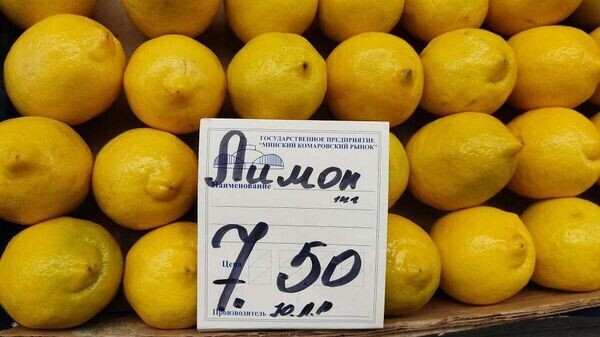 ГОСУДАРСТВЕННОЕ ПРЕДПРИЯТИЕ
"МИНСКИЙ КОМАРОВСКИЙ РЫНОК"
Лимон
Наименование
1кг
Цена 7.50
Производитель Ю.А.Р